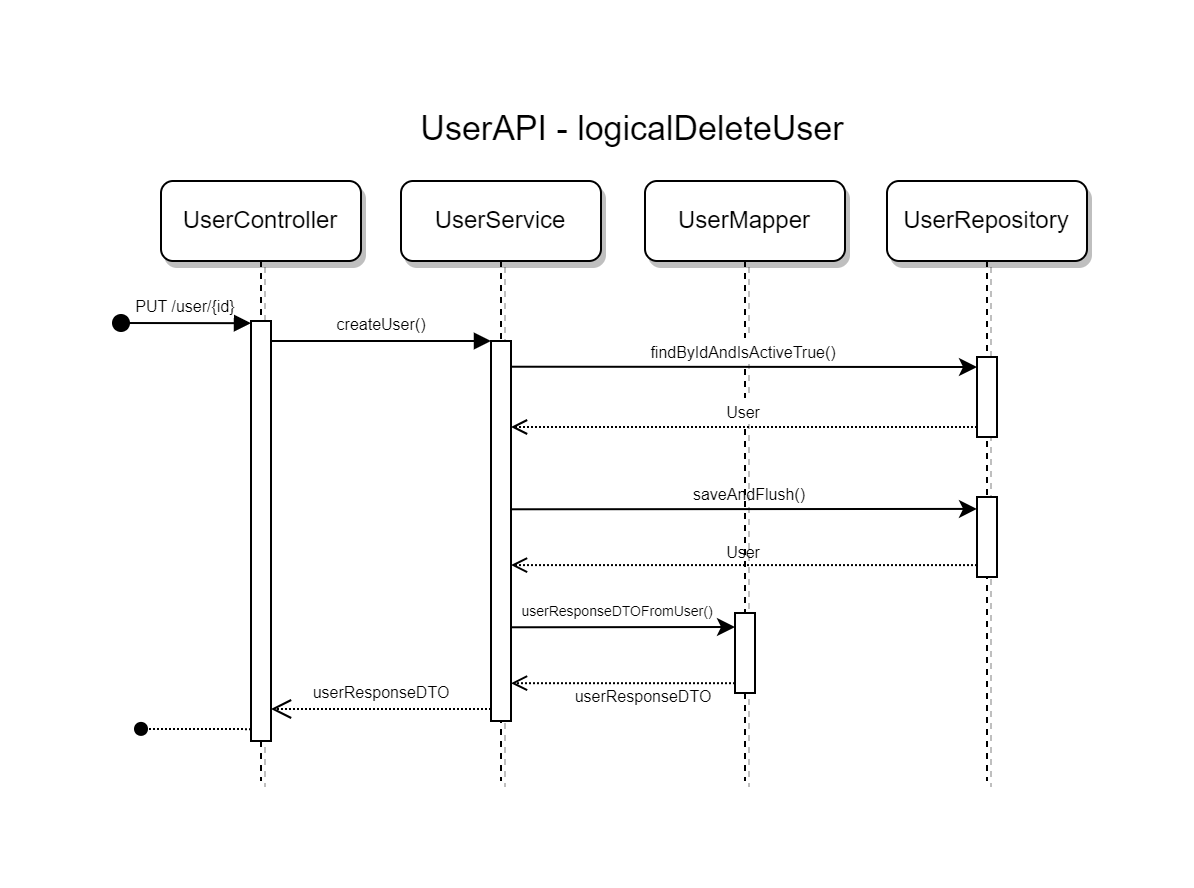 UserAPI - logicalDeleteUser
UserController
UserService
UserMapper
UserRepository
PUT /user/{id}
createUser()
findByIdAndIsActiveTrue()
User
saveAndFlush()
User
userResponseDTOFromUser()
userResponseDTO
userResponseDTO